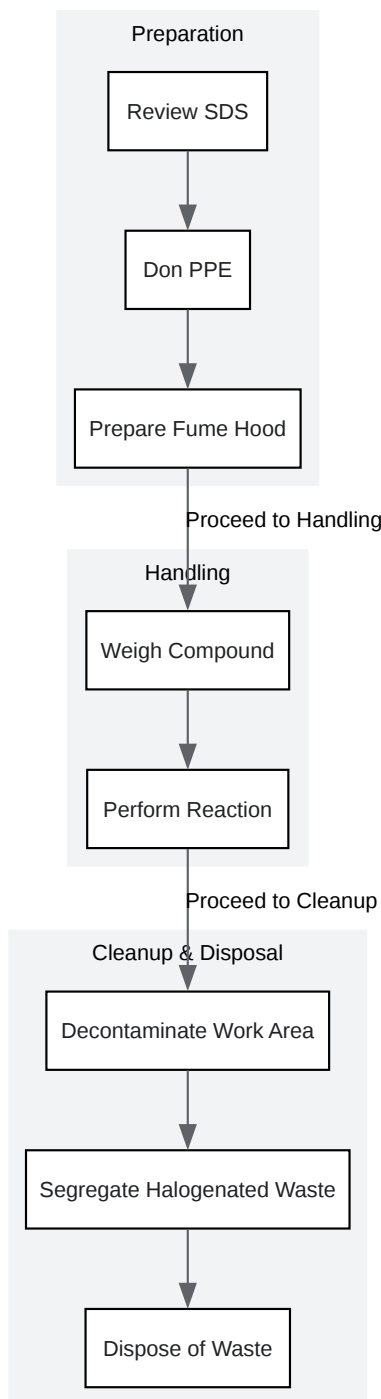 Preparation
Review SDS
Don PPE
Prepare Fume Hood
Proceed to Handling
Handling
Weigh Compound
Perform Reaction
Proceed to Cleanup
Cleanup & Disposal
Decontaminate Work Area
Segregate Halogenated Waste
Dispose of Waste